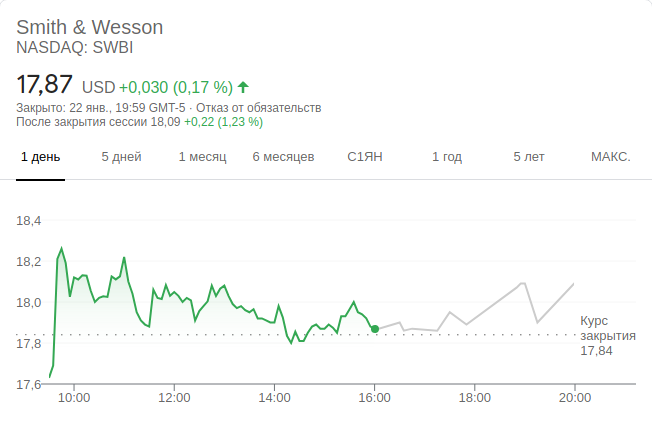 Smith & Wesson
NASDAQ: SWBI
17,87 USD +0,030 (0,17 %) ↑
Закрыто: 22 янв., 19:59 GMT-5 · Отказ от обязательств
После закрытия сессии 18,09 +0,22 (1,23 %)
1 день 5 дней 1 месяц 6 месяцев С1ЯН 1 год 5 лет МАКС.
18,4
18,2
18,0
17,8
17,6
Курс
закрытия
17,84
10:00 12:00 14:00 16:00 18:00 20:00